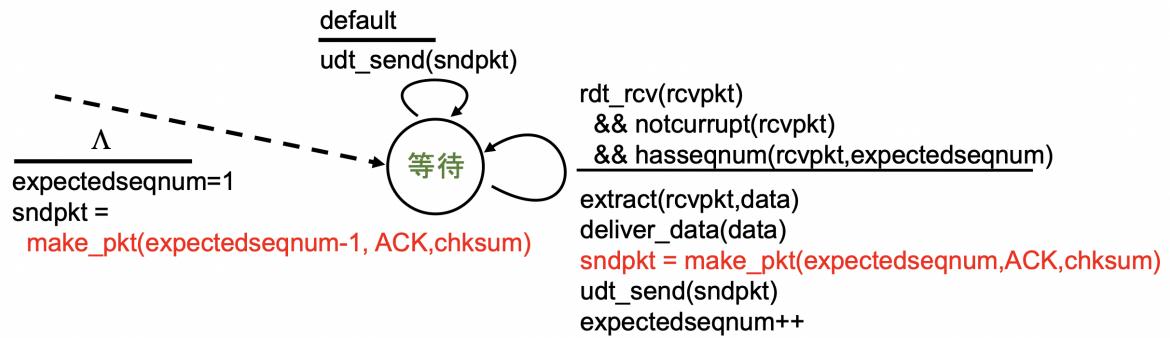 default
udt_send(sndpkt)
Λ
expectedseqnum=1
sndpkt =
make_pkt(expectedseqnum-1, ACK,chksum)
等待
rdt_rcv(rcvpkt)
&& notcurrupt(rcvpkt)
&& hasseqnum(rcvpkt,expectedseqnum)
extract(rcvpkt,data)
deliver_data(data)
sndpkt = make_pkt(expectedseqnum,ACK,chksum)
udt_send(sndpkt)
expectedseqnum++